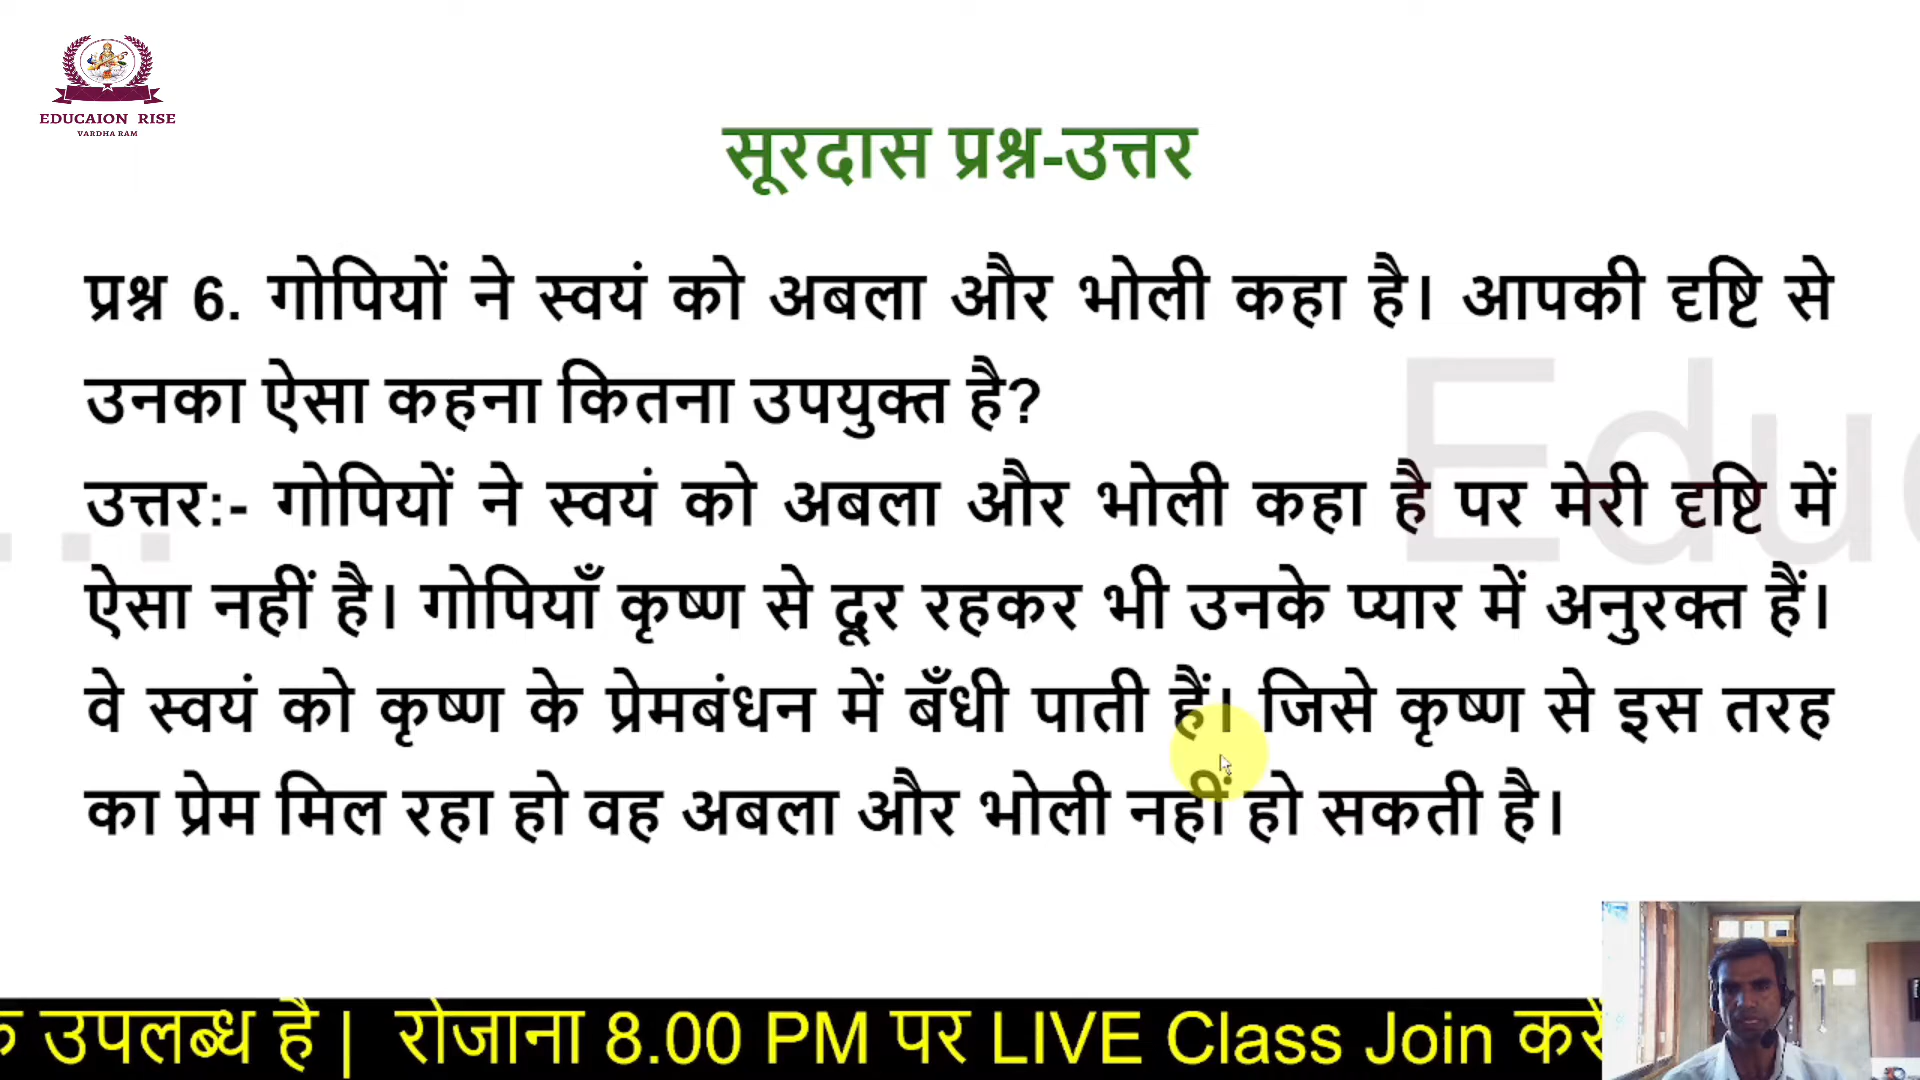 EDUCAION RISE
VARDHA RAM
सूरदास प्रश्न-उत्तर
प्रश्न 6. गोपियों ने स्वयं को अबला और भोली कहा है। आपकी दृष्टि से
उनका ऐसा कहना कितना उपयुक्त है?
उत्तर:- गोपियों ने स्वयं को अबला और भोली कहा है पर मेरी दृष्टि में
ऐसा नहीं है। गोपियाँ कृष्ण से दूर रहकर भी उनके प्यार में अनुरक्त हैं।
वे स्वयं को कृष्ण के प्रेमबंधन में बँधी पाती हैं। जिसे कृष्ण से इस तरह
का प्रेम मिल रहा हो वह अबला और भोली नहीं हो सकती है।
उपलब्ध है | रोजाना 8.00 PM पर LIVE Class Join करें